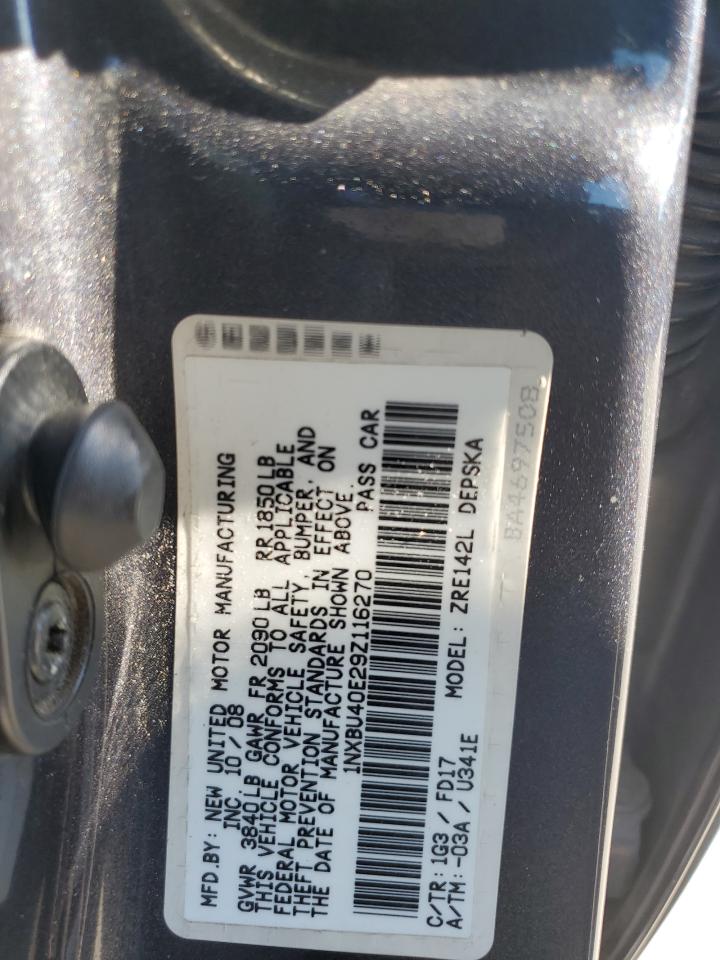 MFD.BY: NEW UNITED MOTOR MANUFACTURING
INC. 10/08
GVWR 3840LB GAWR FR 2090LB RR 1850LB
THIS VEHICLE CONFORMS TO ALL APPLICABLE
FEDERAL MOTOR VEHICLE SAFETY, BUMPER, AND
THEFT PREVENTION STANDARDS IN EFFECT ON
THE DATE OF MANUFACTURE SHOWN ABOVE.
1NXBU40E29Z116270 PASS CAR
C/TR: 1G3 / FD17 MODEL: ZRE142L DEPSKA
A/TM: -03A / U341E